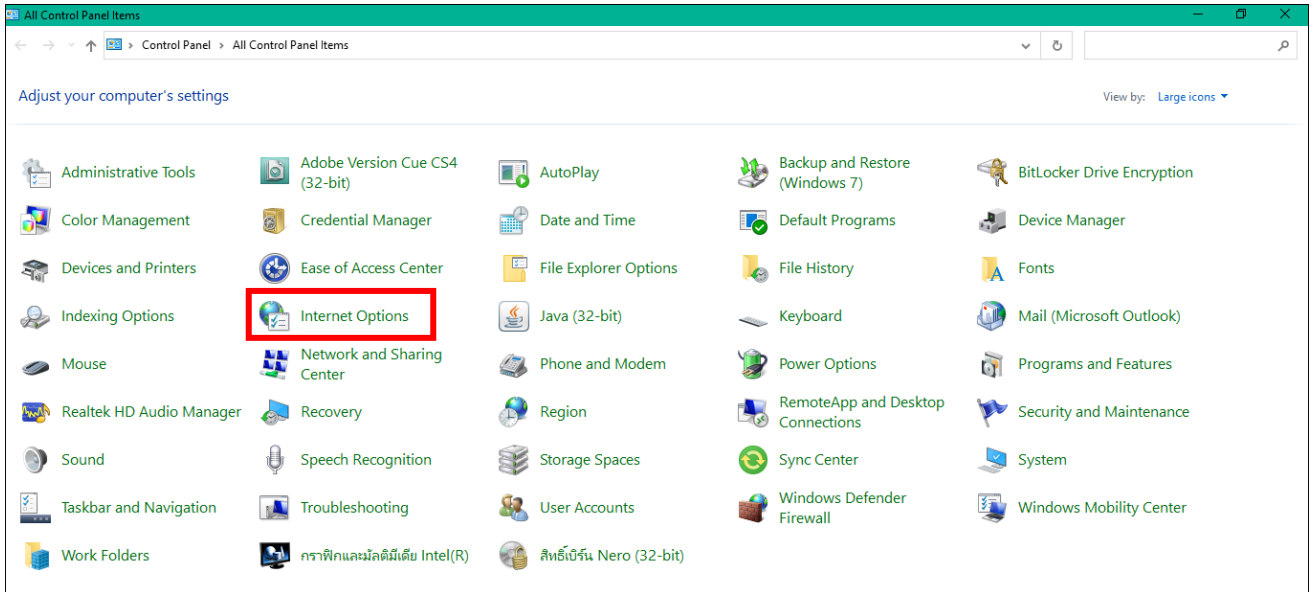 All Control Panel Items
Control Panel > All Control Panel Items
Adjust your computer's settings
View by: Large icons
Administrative Tools
Adobe Version Cue CS4
(32-bit)
AutoPlay
Backup and Restore
(Windows 7)
BitLocker Drive Encryption
Color Management
Credential Manager
Date and Time
Default Programs
Device Manager
Devices and Printers
Ease of Access Center
File Explorer Options
File History
Fonts
Indexing Options
Internet Options
Java (32-bit)
Keyboard
Mail (Microsoft Outlook)
Mouse
Network and Sharing
Center
Phone and Modem
Power Options
Programs and Features
Realtek HD Audio Manager
Recovery
Region
RemoteApp and Desktop
Connections
Security and Maintenance
Sound
Speech Recognition
Storage Spaces
Sync Center
System
Taskbar and Navigation
Troubleshooting
User Accounts
Windows Defender
Firewall
Windows Mobility Center
Work Folders
กราฟิกและมัลติมีเดีย Intel(R)
สิทธิ์เบิร์น Nero (32-bit)